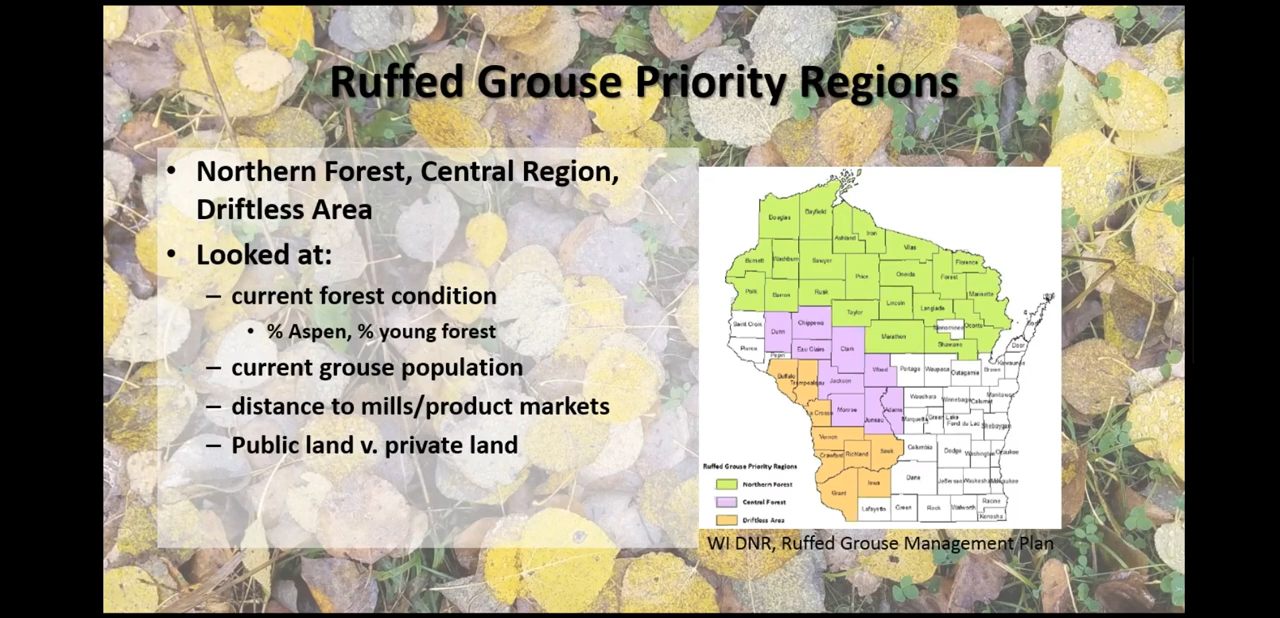 Ruffed Grouse Priority Regions
• Northern Forest, Central Region,
Driftless Area
• Looked at:
– current forest condition
• % Aspen, % young forest
– current grouse population
– distance to mills/product markets
– Public land v. private land
Douglas
Bayfield
Ashland
Iron
Vilas
Burnett
Washburn
Sawyer
Price
Oneida
Forest
Florence
Polk
Barron
Rusk
Lincoln
Langlade
Marinette
Taylor
Oconto
Saint Croix
Dunn
Chippewa
Marathon
Menominee
Shawano
Door
Pierce
Pepin
Eau Claire
Clark
Kewaunee
Buffalo
Trempealeau
Jackson
Wood
Portage
Waupaca
Outagamie
Brown
La Crosse
Monroe
Juneau
Adams
Waushara
Winnebago
Calumet
Manitowoc
Marquette
Green Lake
Fond du Lac
Sheboygan
Vernon
Crawford
Richland
Sauk
Columbia
Dodge
Washington
Ozaukee
Grant
Iowa
Dane
Jefferson
Waukesha
Milwaukee
Lafayette
Green
Rock
Walworth
Racine
Kenosha
Ruffed Grouse Priority Regions
Northern Forest
Central Forest
Driftless Area
WI DNR, Ruffed Grouse Management Plan